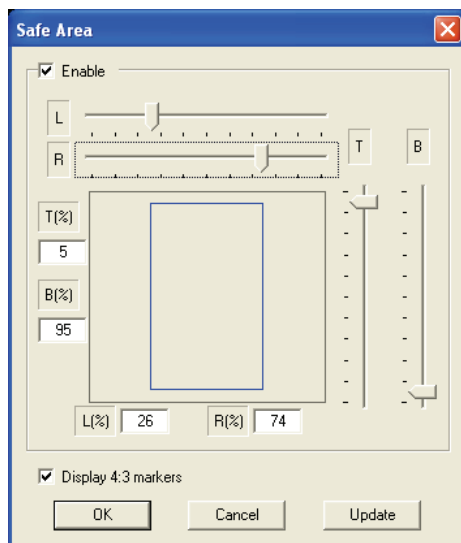 Safe Area
Enable
L
R
T B
T(%)
5
B(%)
95
L(%) 26 R(%) 74
Display 4:3 markers
OK Cancel Update